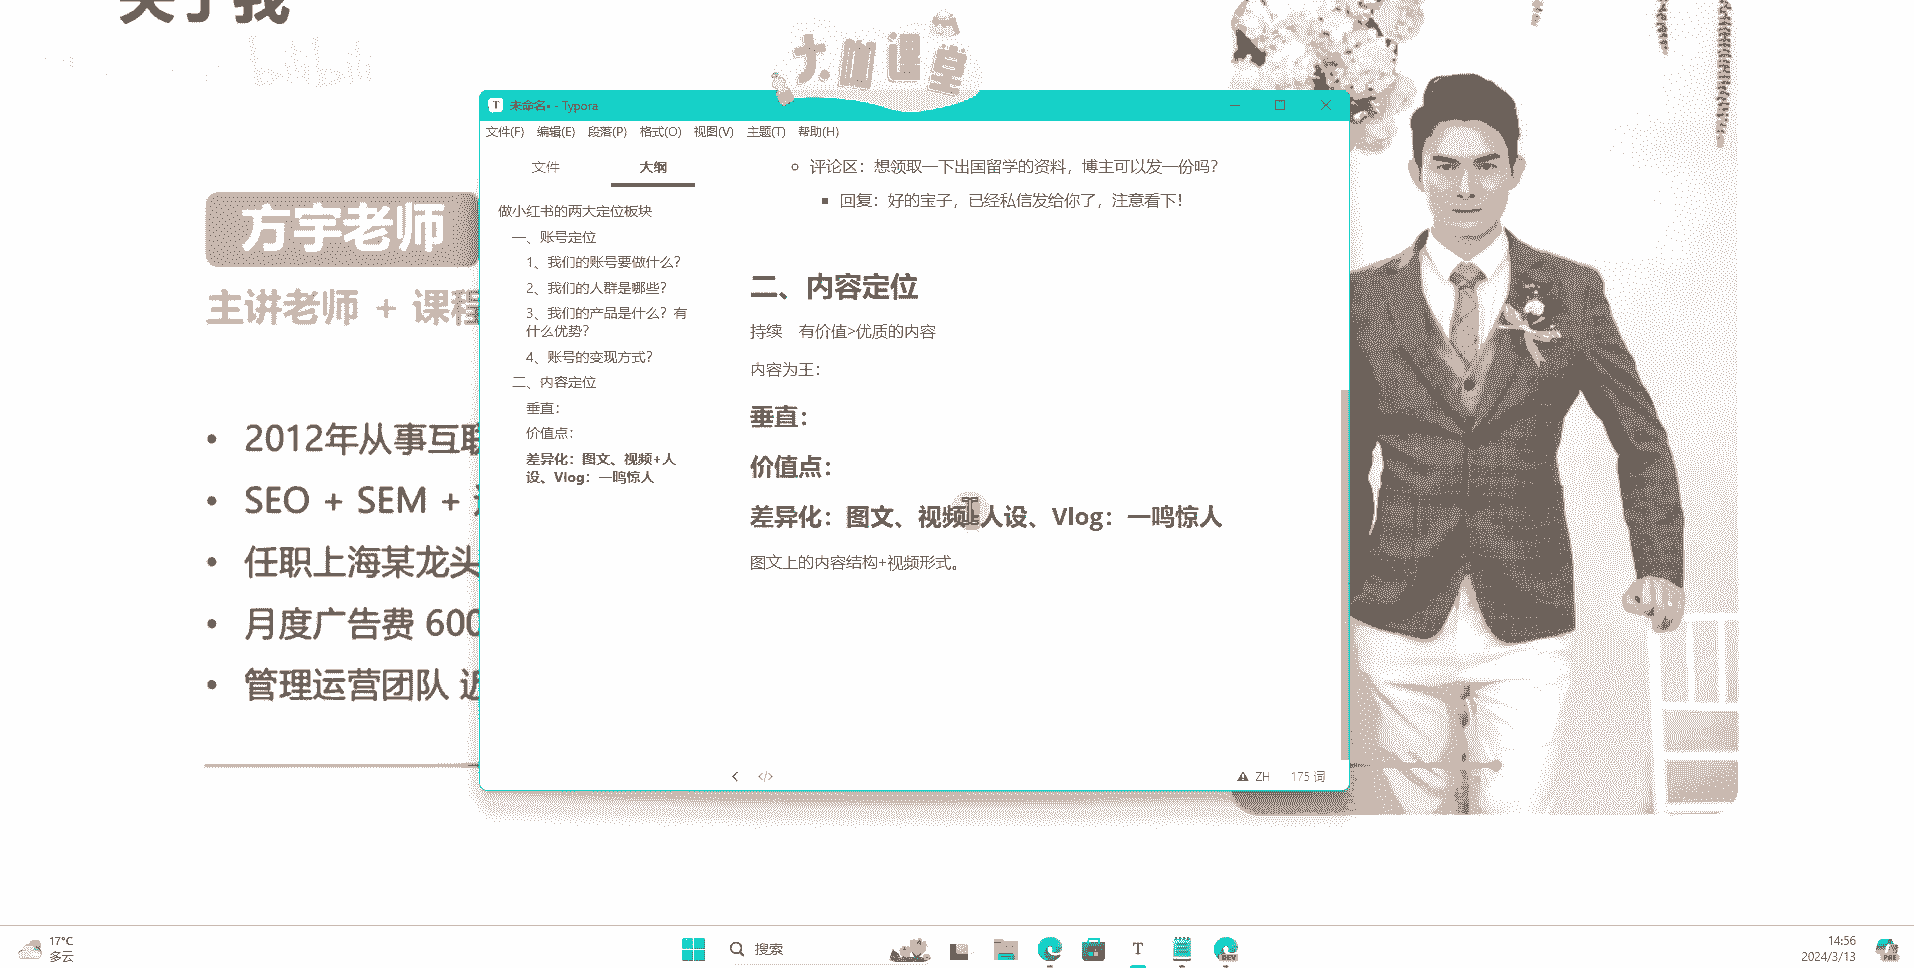 关于我
bilibili
大咖课堂
未命名• - Typora
文件(F) 编辑(E) 段落(P) 格式(O) 视图(V) 主题(T) 帮助(H)
文件 大纲
做小红书的两大定位板块
一、账号定位
1、我们的账号要做什么？
2、我们的人群是哪些？
3、我们的产品是什么？有
什么优势？
4、账号的变现方式？
二、内容定位
垂直：
价值点：
差异化：图文、视频+人
设、Vlog：一鸣惊人
评论区：想领取一下出国留学的资料，博主可以发一份吗？
回复：好的宝子，已经私信发给你了，注意看下！
二、内容定位
持续 有价值>优质的内容
内容为王：
垂直：
价值点：
差异化：图文、视频+人设、Vlog：一鸣惊人
图文上的内容结构+视频形式。
ZH 175 词
方宇老师
主讲老师 + 课程
2012年从事互联
SEO + SEM +
任职上海某龙头
月度广告费 600
管理运营团队 近
17°C
多云
搜索
T
DEV
14:56
2024/3/13
PRE